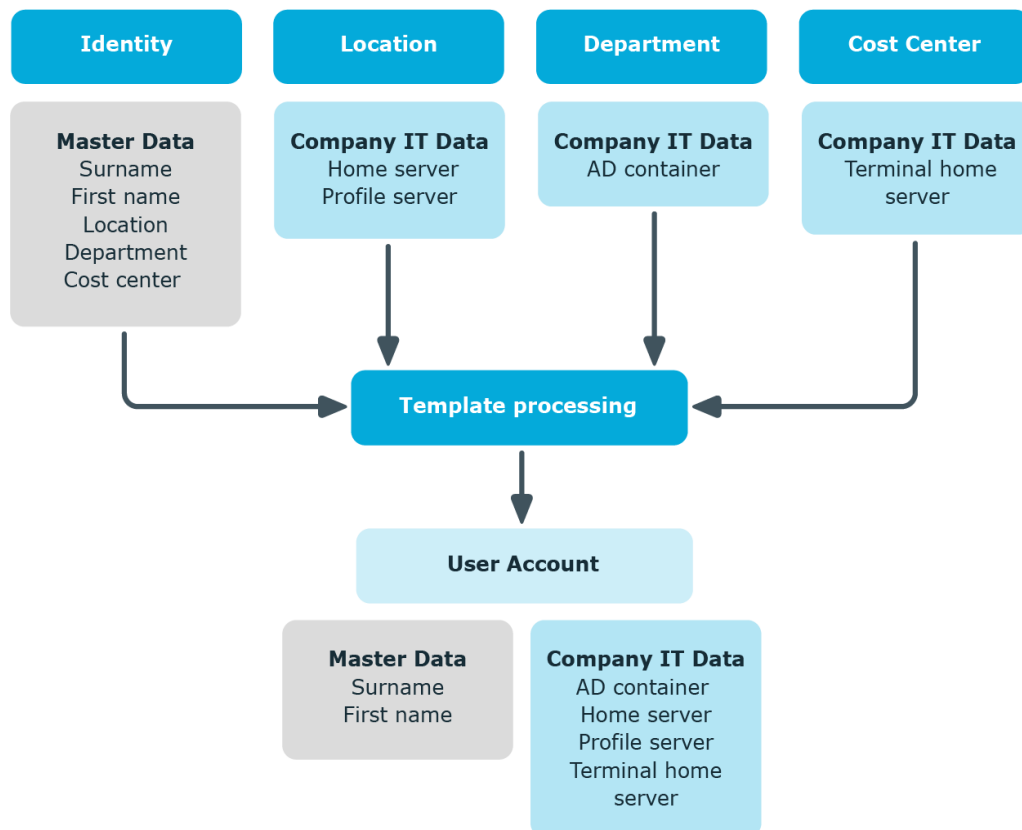 Identity
Location
Department
Cost Center
Master Data
Surname
First name
Location
Department
Cost center
Company IT Data
Home server
Profile server
Company IT Data
AD container
Company IT Data
Terminal home
server
Template processing
User Account
Master Data
Surname
First name
Company IT Data
AD container
Home server
Profile server
Terminal home
server